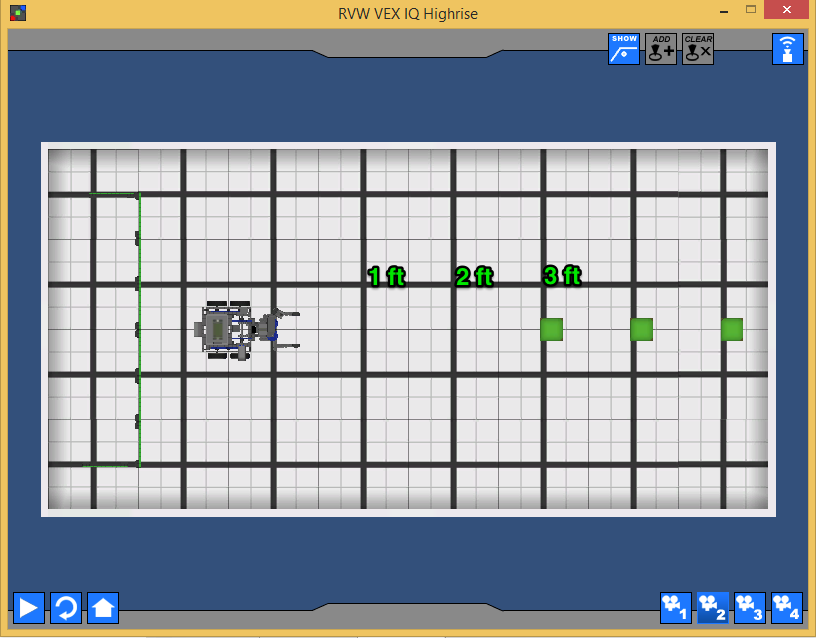 RVW VEX IQ Highrise
SHOW
ADD
CLEAR
1 ft
2 ft
3 ft
1
2
3
4